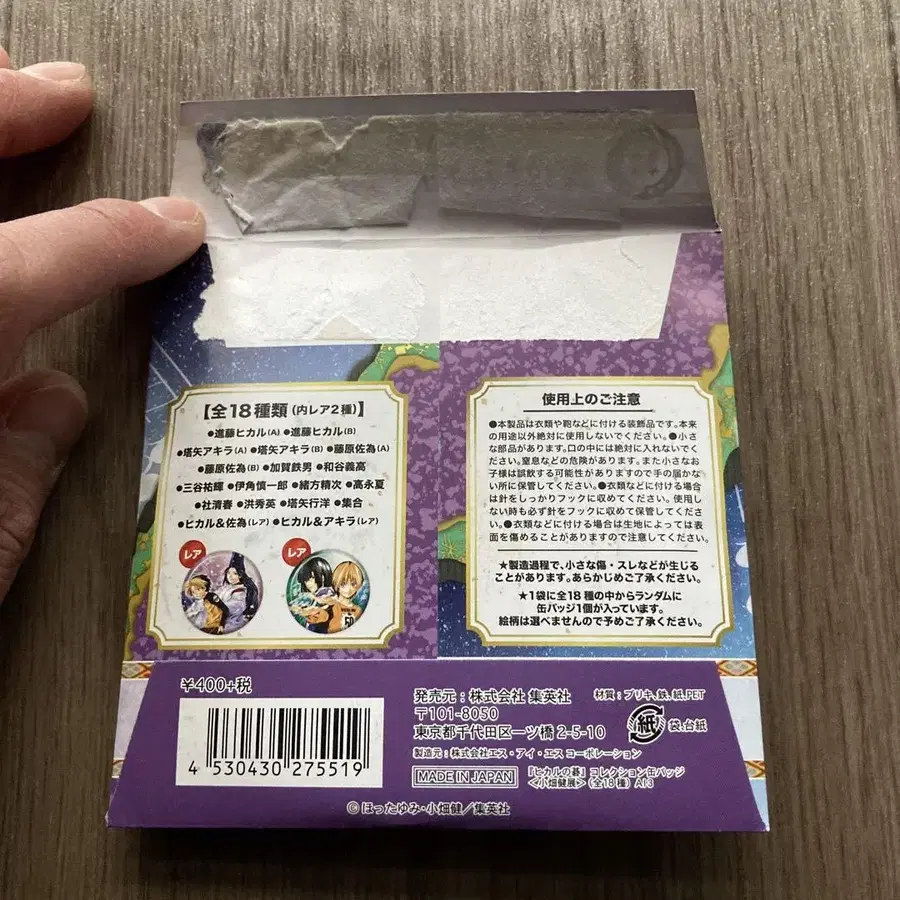 【全18種類(内レア2種)】
●進藤ヒカル(A) ●進藤ヒカル(B)
●塔矢アキラ(A) ●塔矢アキラ(B) ●藤原佐為(A)
●藤原佐為(B) ●加賀鉄男 ●和谷義高
●三谷祐輝 ●伊角慎一郎 ●緒方精次 ●高永夏
●社清春 ●洪秀英 ●塔矢行洋 ●集合
●ヒカル&佐為(レア) ●ヒカル&アキラ(レア)
レア
レア
使用上のご注意
●本製品は衣類や鞄などに付ける装飾品です。本来
の用途以外絶対に使用しないでください。●小さ
な部品があります。口の中には絶対に入れないでく
ださい。窒息などの危険があります。また小さなお
子様は誤飲する可能性がありますので手の届かな
い所に保管してください。●衣類などに付ける場合
は針をしっかりフックに収めてください。使用し
ない時も必ず針をフックに収めて保管してくださ
い。●衣類などに付ける場合は生地によっては表
面を傷めることがありますので注意してください。
★製造過程で、小さな傷・スレなどが生じる
ことがあります。あらかじめご了承ください。
★1袋に全18種の中からランダムに
缶バッジ1個が入っています。
絵柄は選べませんので予めご了承ください。
¥400+税
4 530430 275519
発売元:株式会社 集英社
〒101-8050
東京都千代田区一ツ橋2-5-10
製造元:株式会社エス・アイ・エス コーポレーション
MADE IN JAPAN
材質:ブリキ、鉄、紙、PET
紙 袋、台紙
『ヒカルの碁』コレクション缶バッジ
<小畑健展>(全18種) AI3
©ほったゆみ・小畑健/集英社